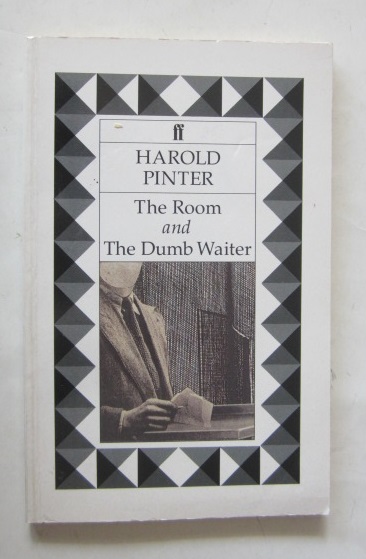 ff
HAROLD
PINTER
The Room
and
The Dumb Waiter